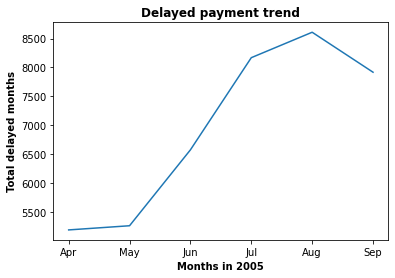 Delayed payment trend
Total delayed months
8500
8000
7500
7000
6500
6000
5500
Apr May Jun Jul Aug Sep
Months in 2005